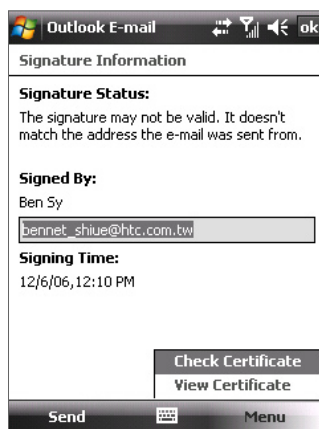 Outlook E-mail ok
Signature Information
Signature Status:
The signature may not be valid. It doesn't
match the address the e-mail was sent from.
Signed By:
Ben Sy
bennet_shiue@htc.com.tw
Signing Time:
12/6/06,12:10 PM
Check Certificate
View Certificate
Send Menu